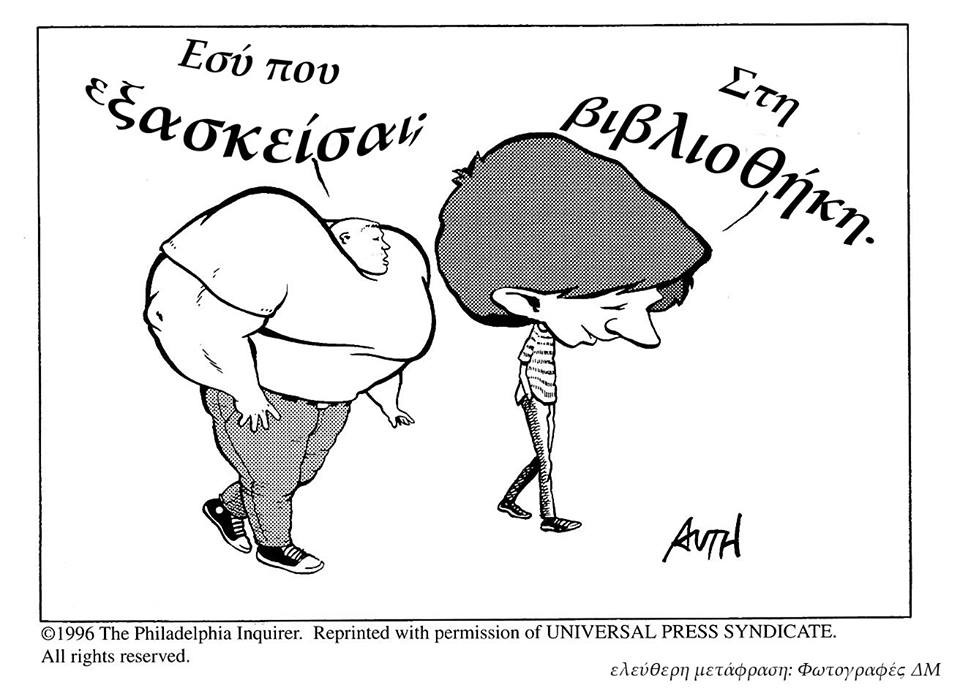 Εσύ που
εξασκείσαι;
Στη
βιβλιοθήκη.
AUTH
©1996 The Philadelphia Inquirer. Reprinted with permission of UNIVERSAL PRESS SYNDICATE.
All rights reserved.
ελεύθερη μετάφραση: Φωτογραφές ΔΜ